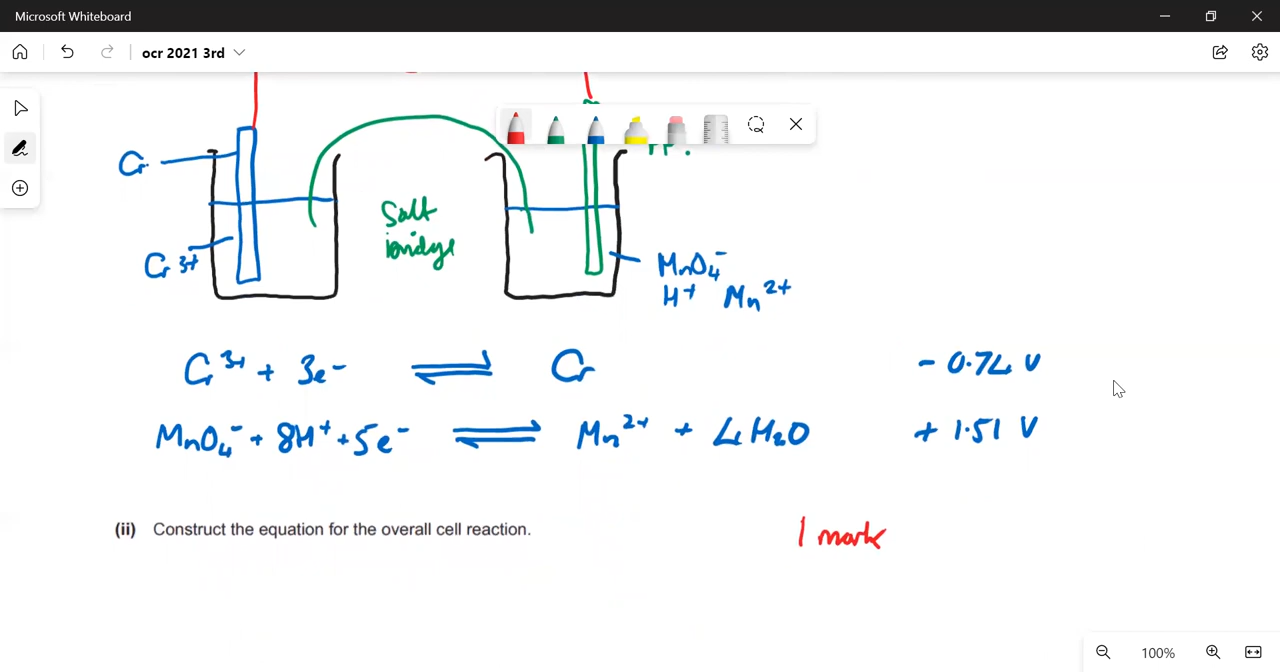 Microsoft Whiteboard
ocr 2021 3rd
Cr
Cr 3+
Salt
bridge
MnO4-
H+ Mn2+
Cr3+ + 3e- ⇌ Cr - 0.74 V
MnO4- + 8H+ + 5e- ⇌ Mn2+ + 4H2O + 1.51 V
(ii) Construct the equation for the overall cell reaction. 1 mark
100%